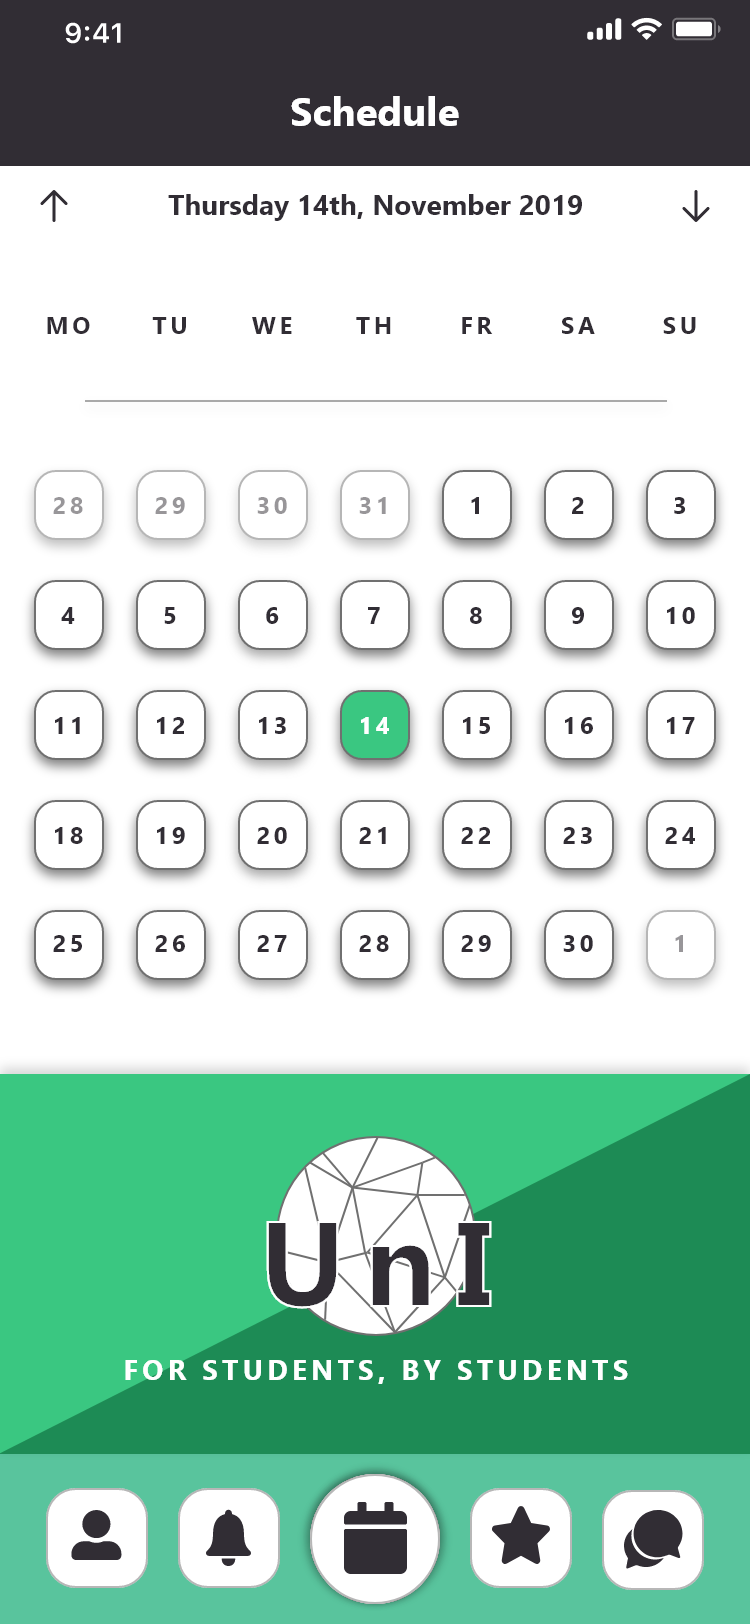 9:41
Schedule
Thursday 14th, November 2019
MO TU WE TH FR SA SU
28 29 30 31 1 2 3
4 5 6 7 8 9 10
11 12 13 14 15 16 17
18 19 20 21 22 23 24
25 26 27 28 29 30 1
UnI
FOR STUDENTS, BY STUDENTS